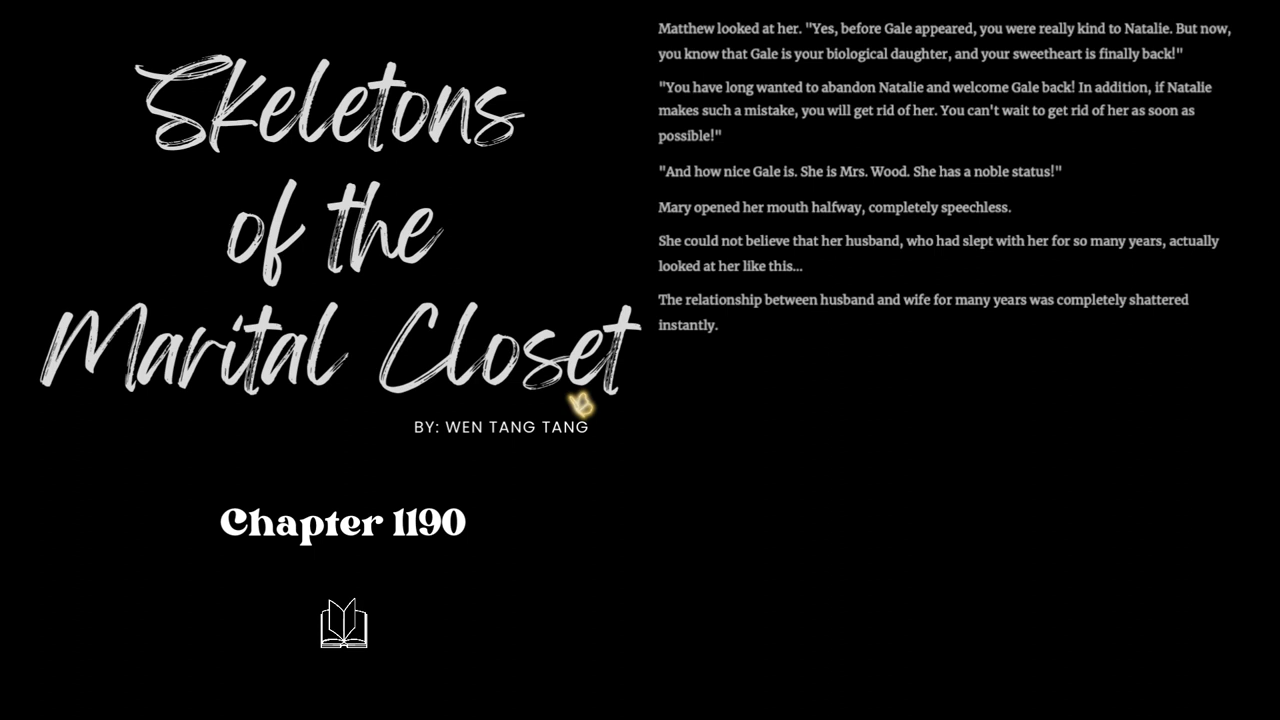 Skeletons
of the
Marital Closet
BY: WEN TANG TANG
Chapter 1190
Matthew looked at her. "Yes, before Gale appeared, you were really kind to Natalie. But now,
you know that Gale is your biological daughter, and your sweetheart is finally back!"
"You have long wanted to abandon Natalie and welcome Gale back! In addition, if Natalie
makes such a mistake, you will get rid of her. You can't wait to get rid of her as soon as
possible!"
"And how nice Gale is. She is Mrs. Wood. She has a noble status!"
Mary opened her mouth halfway, completely speechless.
She could not believe that her husband, who had slept with her for so many years, actually
looked at her like this...
The relationship between husband and wife for many years was completely shattered
instantly.